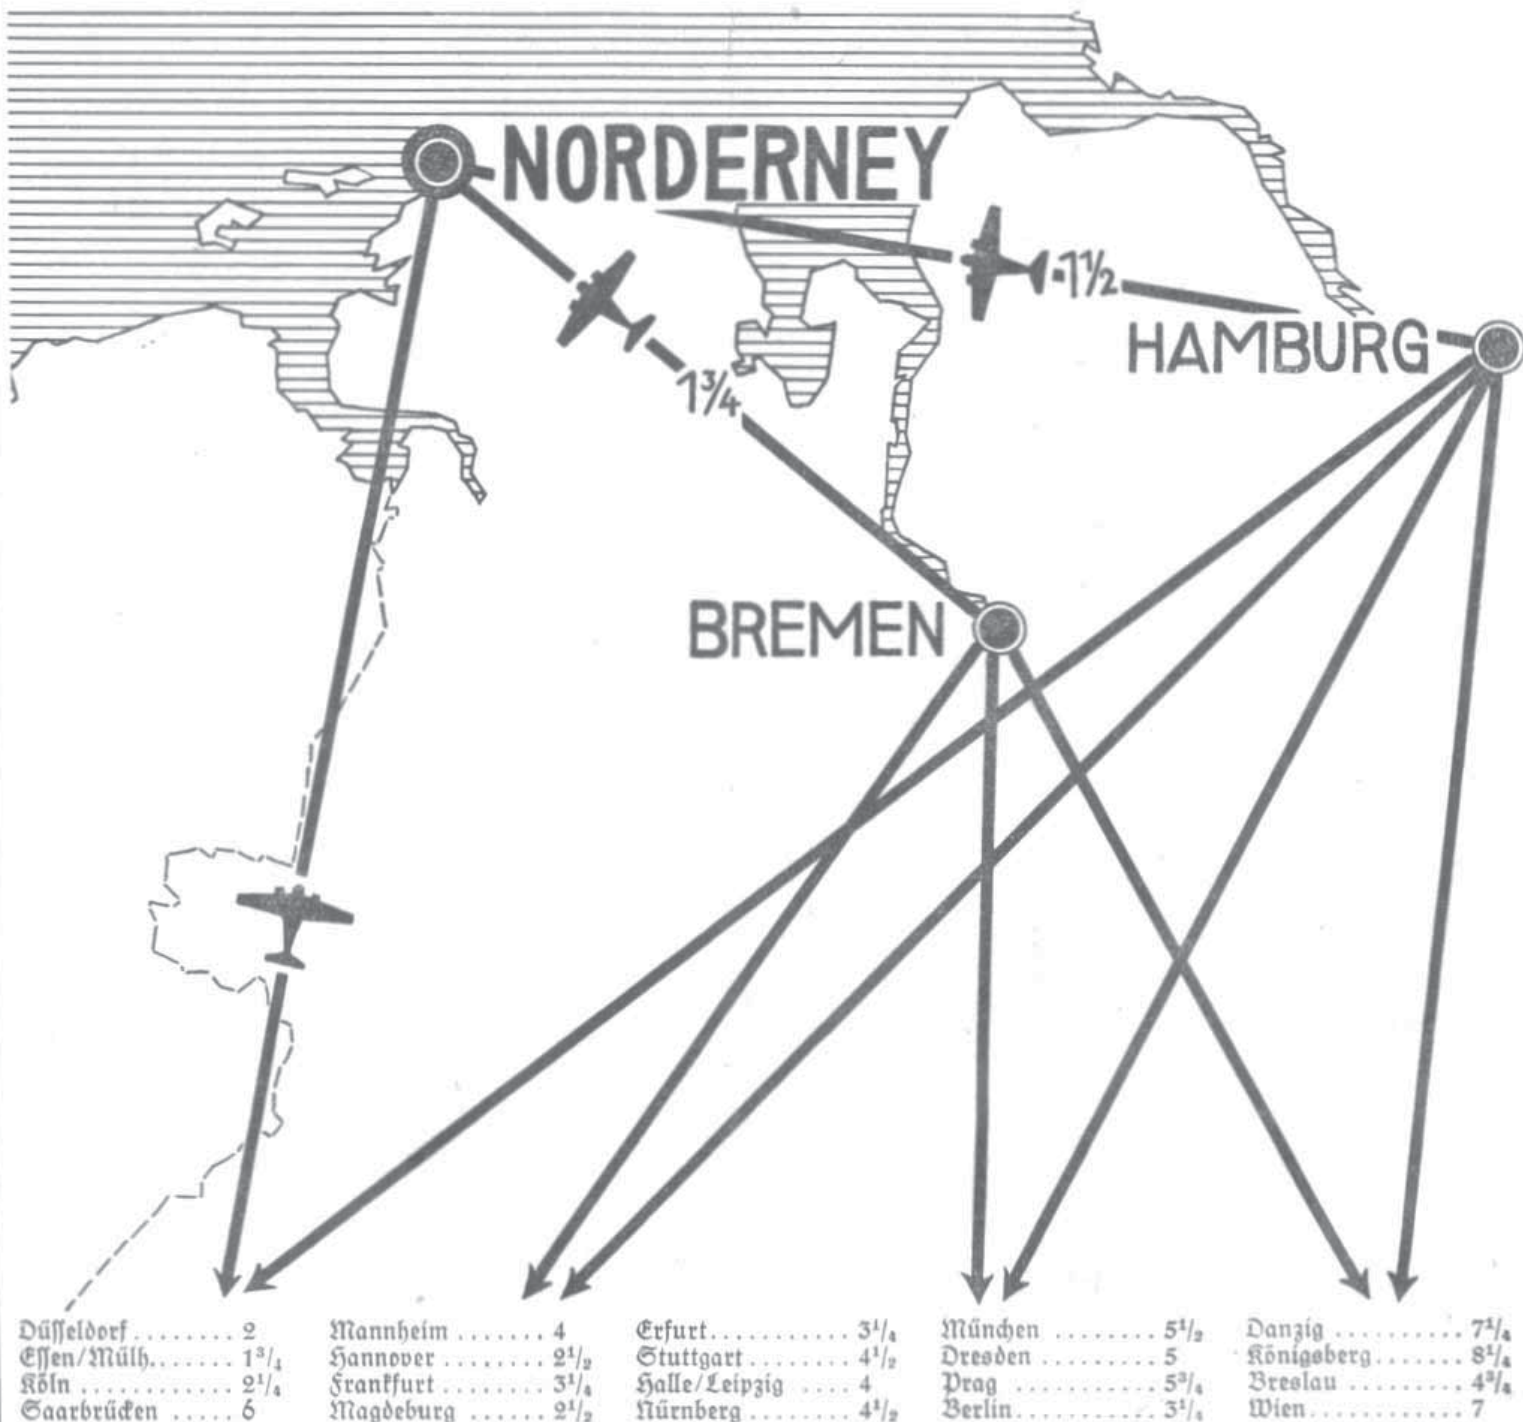 NORDERNEY
1½
HAMBURG
1¾
BREMEN
Düsseldorf ........ 2
Essen/Mülh. ....... 1¾
Köln ............ 2¼
Saarbrücken ..... 6
Mannheim ....... 4
Hannover ....... 2½
Frankfurt ....... 3¼
Magdeburg ...... 2½
Erfurt ........... 3¼
Stuttgart ........ 4½
Halle/Leipzig .... 4
Nürnberg ........ 4½
München ........ 5½
Dresden ........ 5
Prag ........... 5¾
Berlin ........... 3¼
Danzig .......... 7¼
Königsberg ....... 8¼
Breslau ......... 4¾
Wien ........... 7